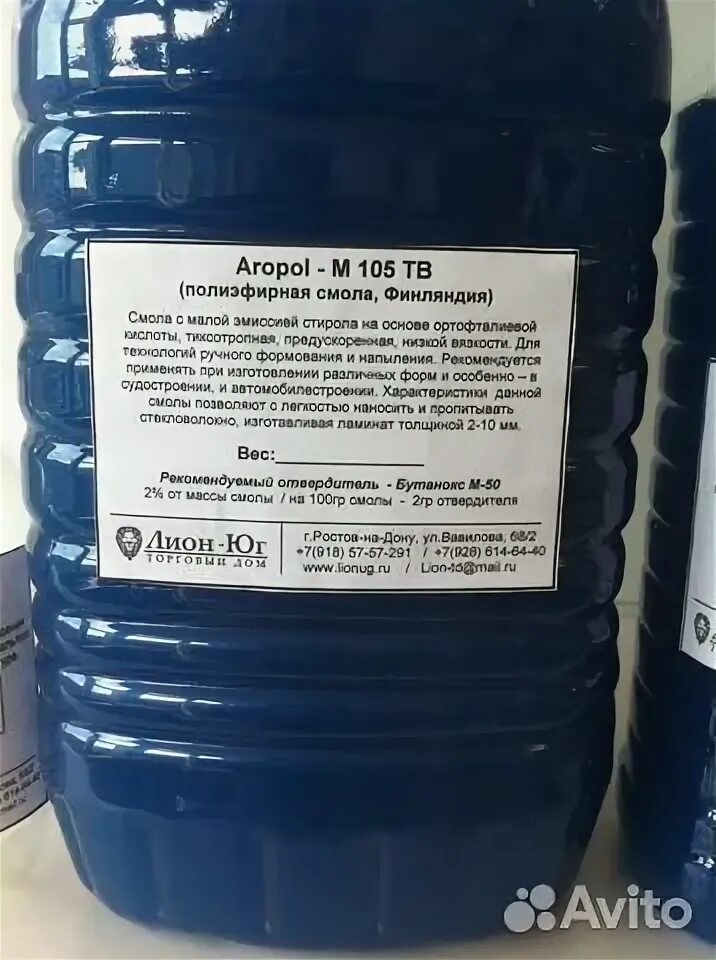 Aropol - M 105 TB
(полиэфирная смола, Финляндия)
Смола с малой эмиссией стирола на основе ортофталиевой
кислоты, тиксотропная, предускоренная, низкой вязкости. Для
технологий ручного формования и напыления. Рекомендуется
применять при изготовлении различных форм и особенно – в
судостроении, и автомобилестроении. Характеристики данной
смолы позволяют с легкостью наносить и пропитывать
стекловолокно, изготавливая ламинат толщиной 2-10 мм.
Вес:
Рекомендуемый отвердитель - Бутанокс М-50
2% от массы смолы / на 100гр смолы - 2гр отвердителя
Лион-Юг
ТОРГОВЫЙ ДОМ
г.Ростов-на-Дону, ул.Вавилова, 68/2
+7(918) 57-57-291 / +7(928) 614-64-40
www.lionug.ru / Lion-td@mail.ru
Avito